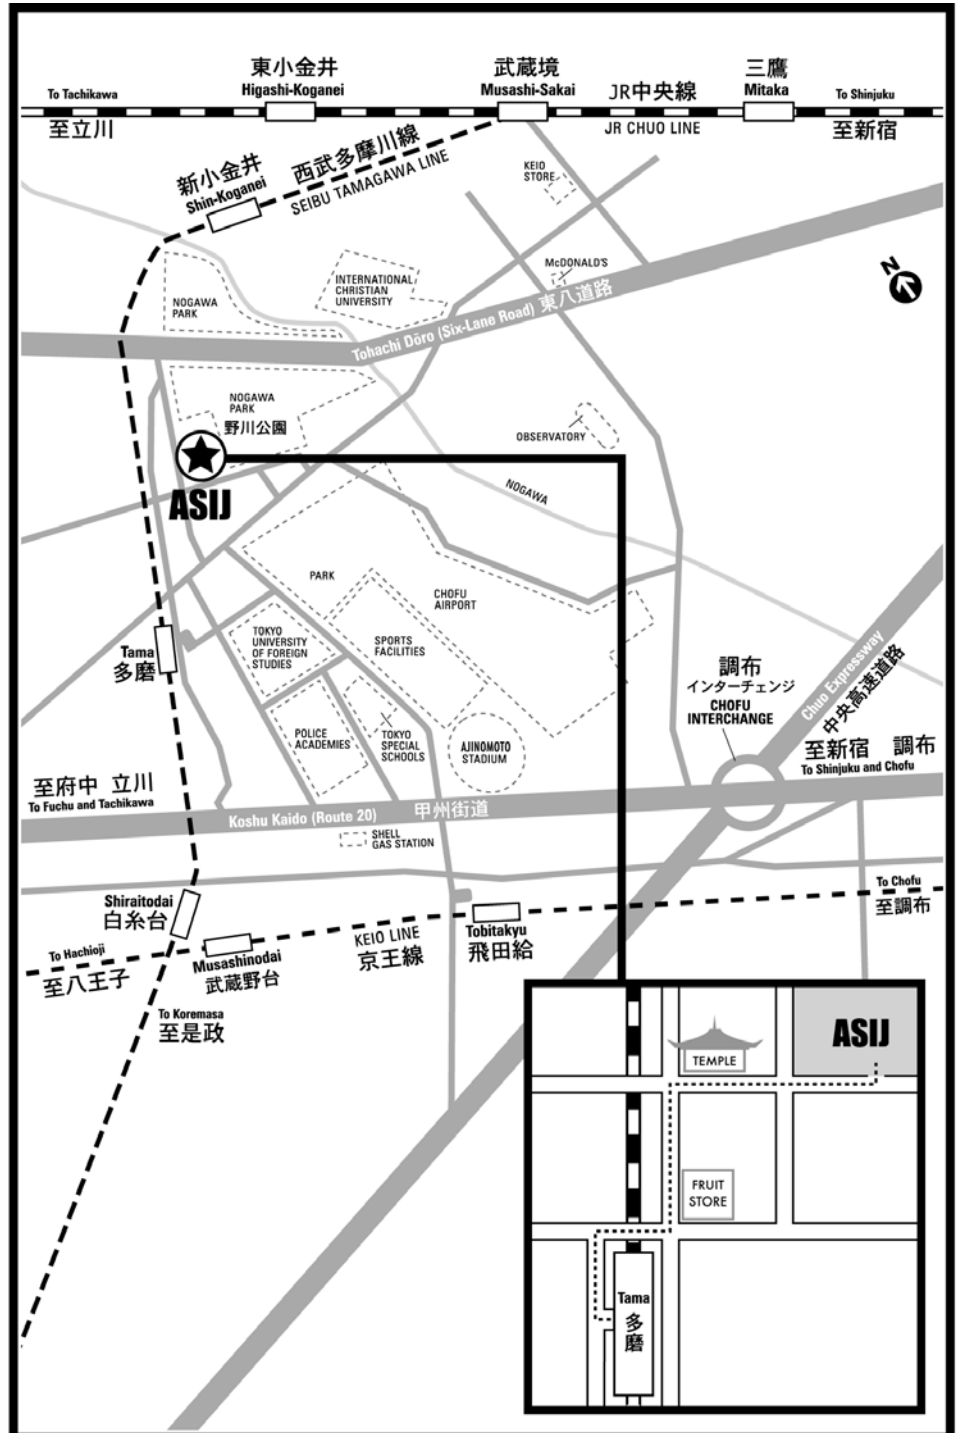 東小金井
Higashi-Koganei
武蔵境
Musashi-Sakai
JR中央線
JR CHUO LINE
三鷹
Mitaka
To Tachikawa
至立川
To Shinjuku
至新宿
新小金井
Shin-Koganei
西武多摩川線
SEIBU TAMAGAWA LINE
KEIO
STORE
McDONALD'S
N
NOGAWA
PARK
INTERNATIONAL
CHRISTIAN
UNIVERSITY
Tohachi Dōro (Six-Lane Road) 東八道路
NOGAWA
PARK
野川公園
OBSERVATORY
ASIJ
NOGAWA
PARK
CHOFU
AIRPORT
Tama
多磨
TOKYO
UNIVERSITY
OF FOREIGN
STUDIES
SPORTS
FACILITIES
調布
インターチェンジ
CHOFU
INTERCHANGE
Chuo Expressway
中央高速道路
POLICE
ACADEMIES
TOKYO
SPECIAL
SCHOOLS
AJINOMOTO
STADIUM
至新宿 調布
To Shinjuku and Chofu
至府中 立川
To Fuchu and Tachikawa
Koshu Kaido (Route 20) 甲州街道
SHELL
GAS STATION
Shiraitodai
白糸台
To Chofu
至調布
Tobitakyu
飛田給
KEIO LINE
京王線
Musashinodai
武蔵野台
To Hachioji
至八王子
To Koremasa
至是政
ASIJ
TEMPLE
FRUIT
STORE
Tama
多磨